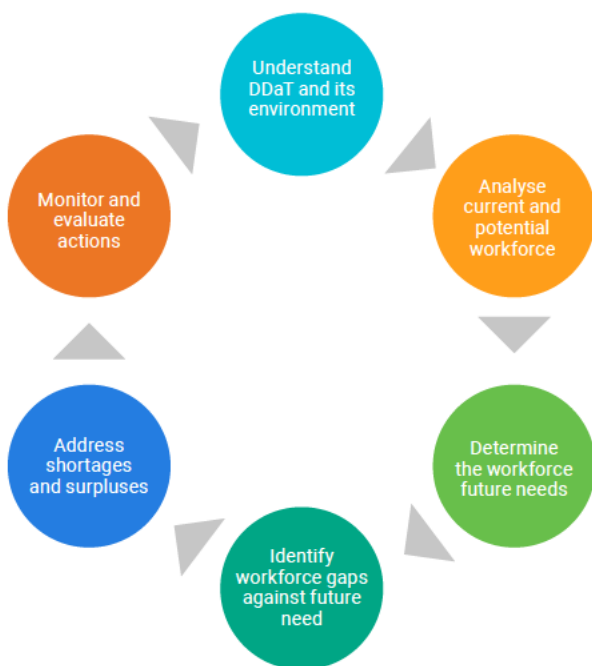 Understand
DDaT and its
environment
Analyse
current and
potential
workforce
Determine
the workforce
future needs
Identify
workforce gaps
against future
need
Address
shortages
and surpluses
Monitor and
evaluate
actions